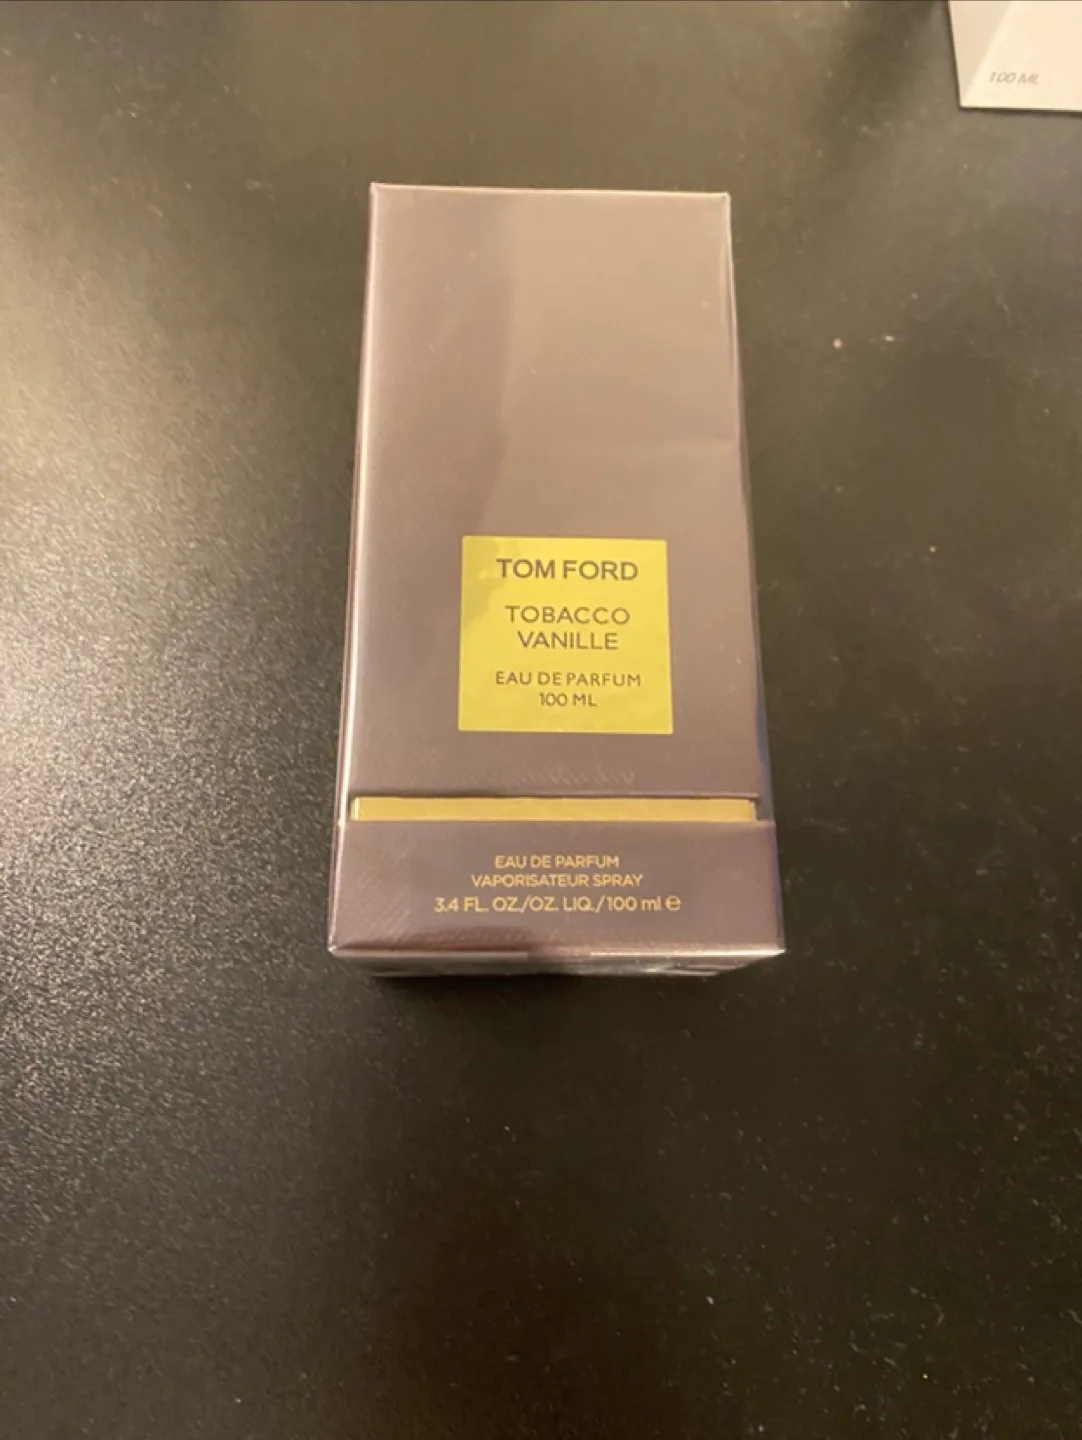 100 ML
TOM FORD
TOBACCO
VANILLE
EAU DE PARFUM
100 ML
EAU DE PARFUM
VAPORISATEUR SPRAY
3.4 FL. OZ./OZ. LIQ./100 ml ℮